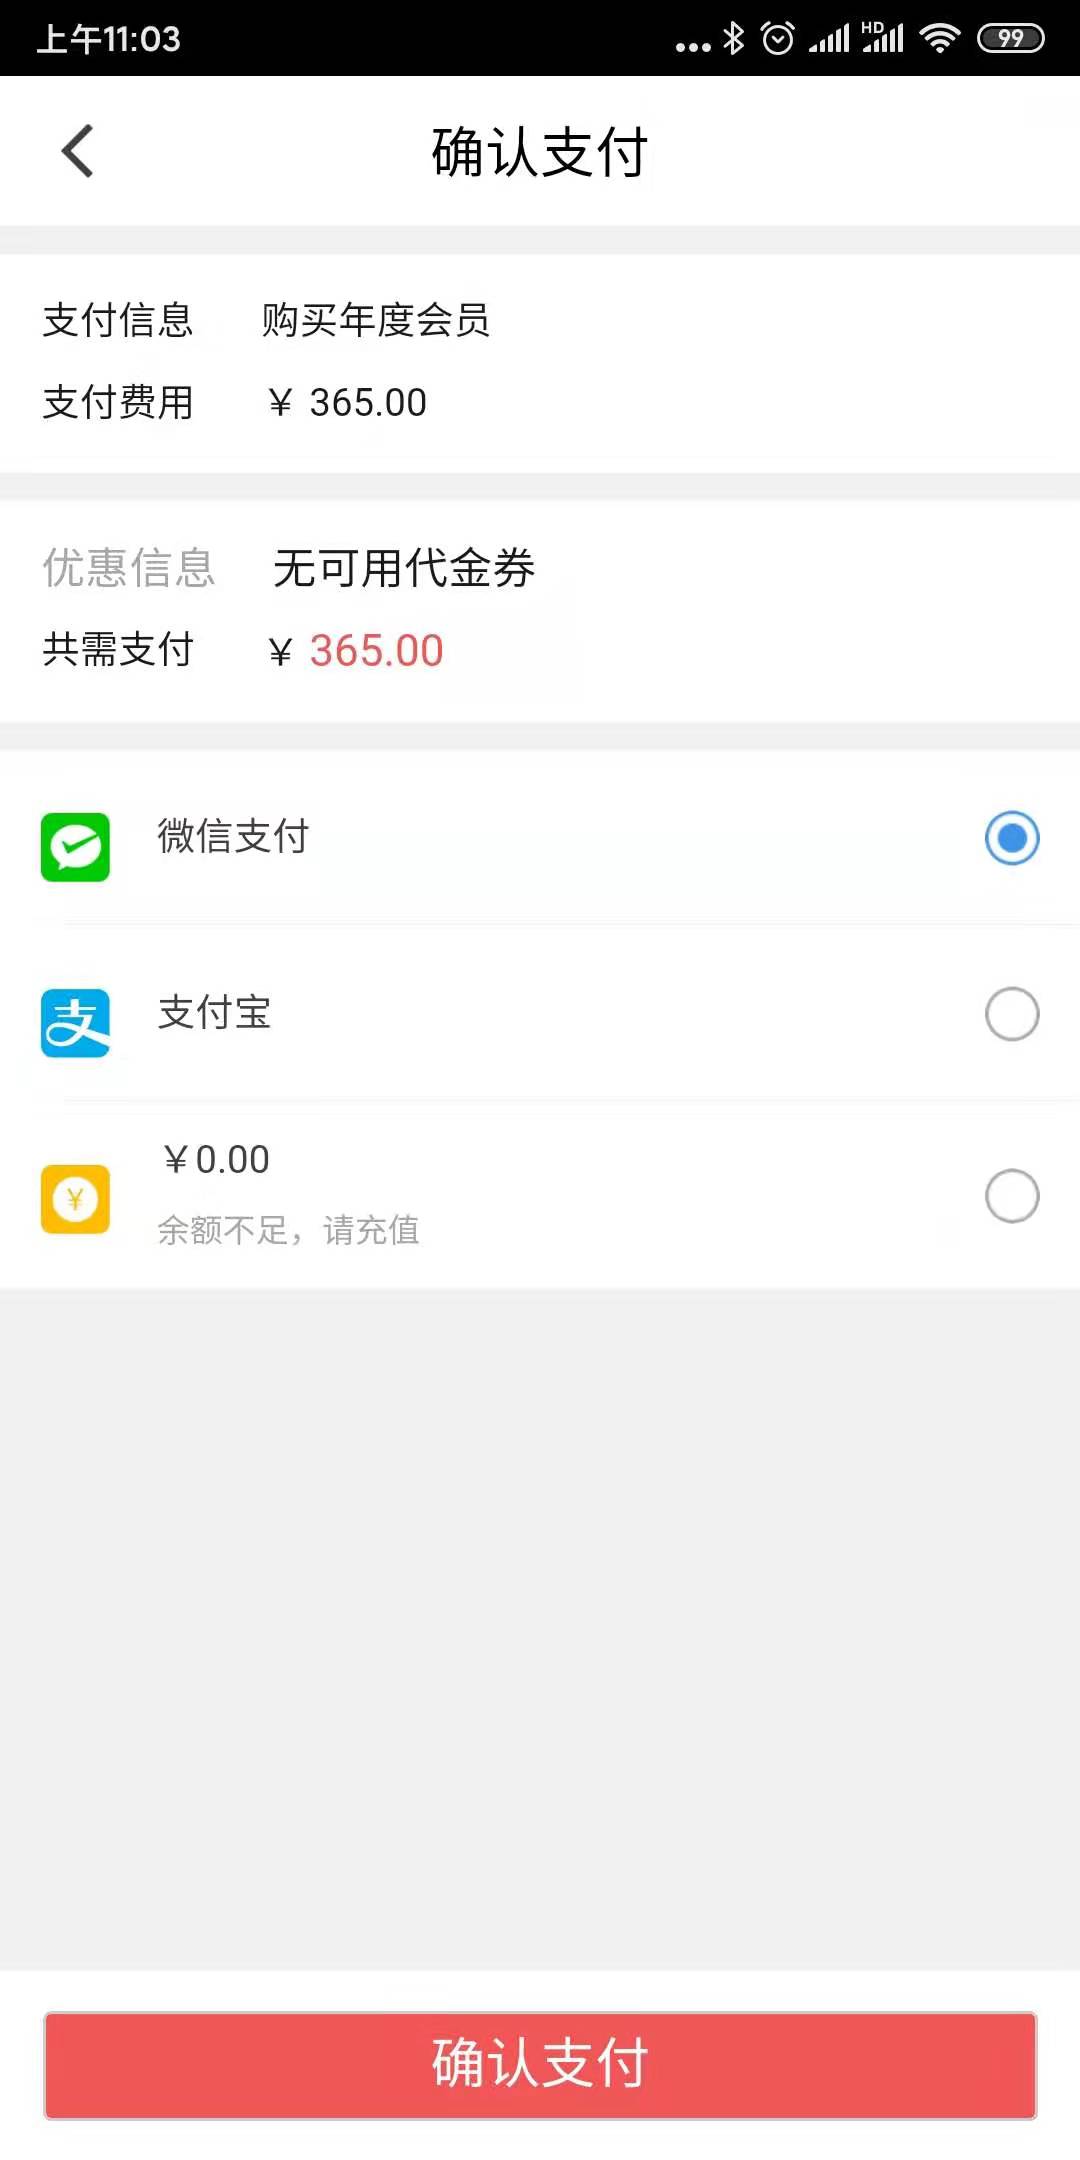 上午11:03
HD
99
确认支付
支付信息 购买年度会员
支付费用 ¥ 365.00
优惠信息 无可用代金券
共需支付 ¥ 365.00
微信支付
支
支付宝
¥0.00
¥
余额不足，请充值
确认支付